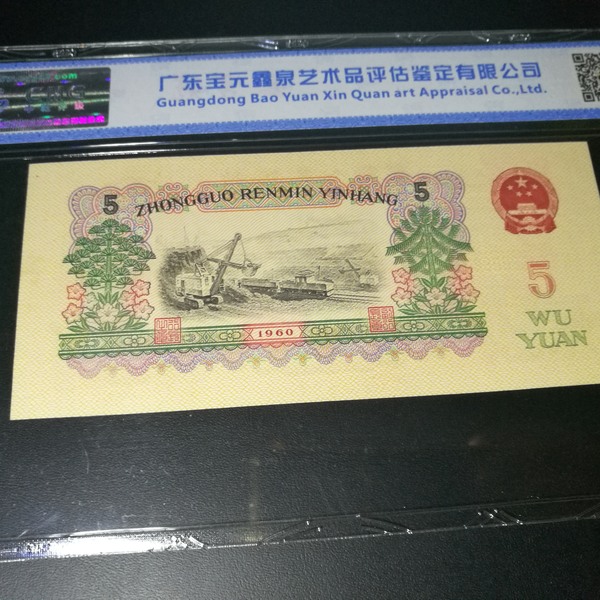 广东宝元鑫泉艺术品评估鉴定有限公司
Guangdong Bao Yuan Xin Quan art Appraisal Co.,Ltd.
5 ZHONGGUO RENMIN YINHANG 5
5
WU
YUAN
1960